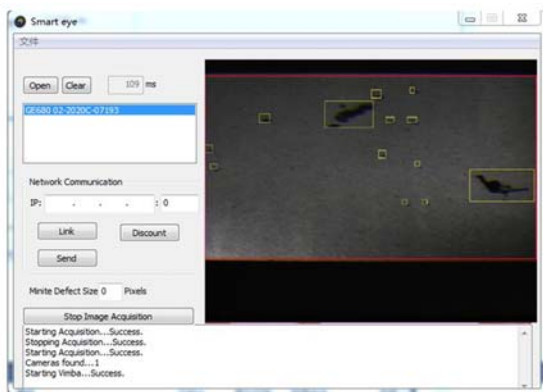 Smart eye
文件
Open Clear 109 ms
GE680 02-2020C-07193
Network Communication
IP: . . . : 0
Link Discount
Send
Minite Defect Size 0 Pixels
Stop Image Acquisition
Starting Acquisition...Success.
Stopping Acquisition...Success.
Starting Acquisition...Success.
Cameras found...1
Starting Vimba...Success.